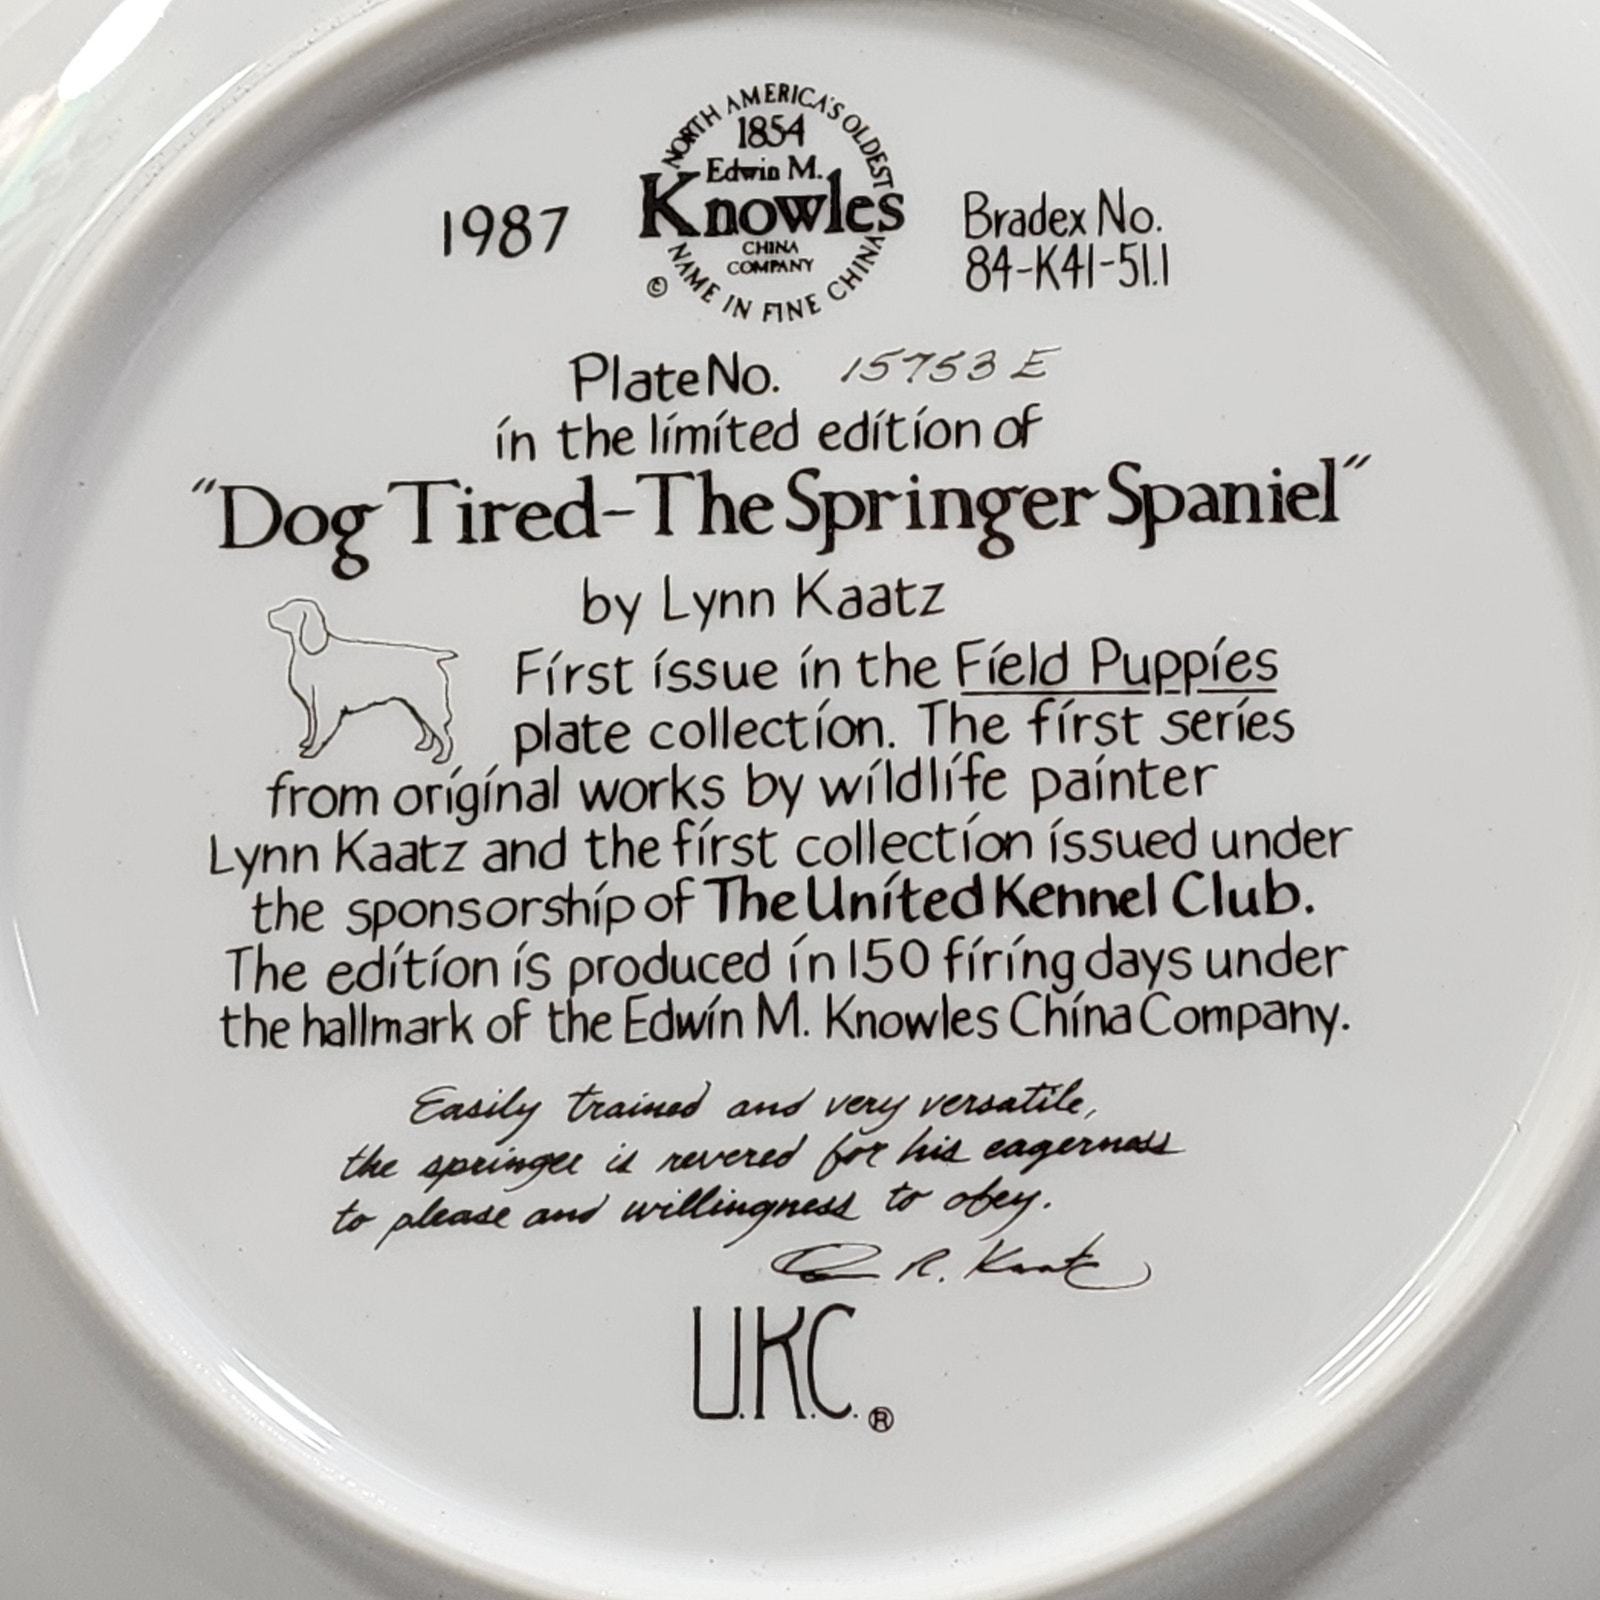 NORTH AMERICA'S OLDEST
1854
Edwin M.
Knowles
CHINA
COMPANY
© NAME IN FINE CHINA
1987
Bradex No.
84-K41-51.1
Plate No. 15753 E
in the limited edition of
"Dog Tired-The Springer Spaniel"
by Lynn Kaatz
First issue in the Field Puppies
plate collection. The first series
from original works by wildlife painter
Lynn Kaatz and the first collection issued under
the sponsorship of The United Kennel Club.
The edition is produced in 150 firing days under
the hallmark of the Edwin M. Knowles China Company.
Easily trained and very versatile,
the springer is revered for his eagerness
to please and willingness to obey.
R. Kaatz
U.K.C.®